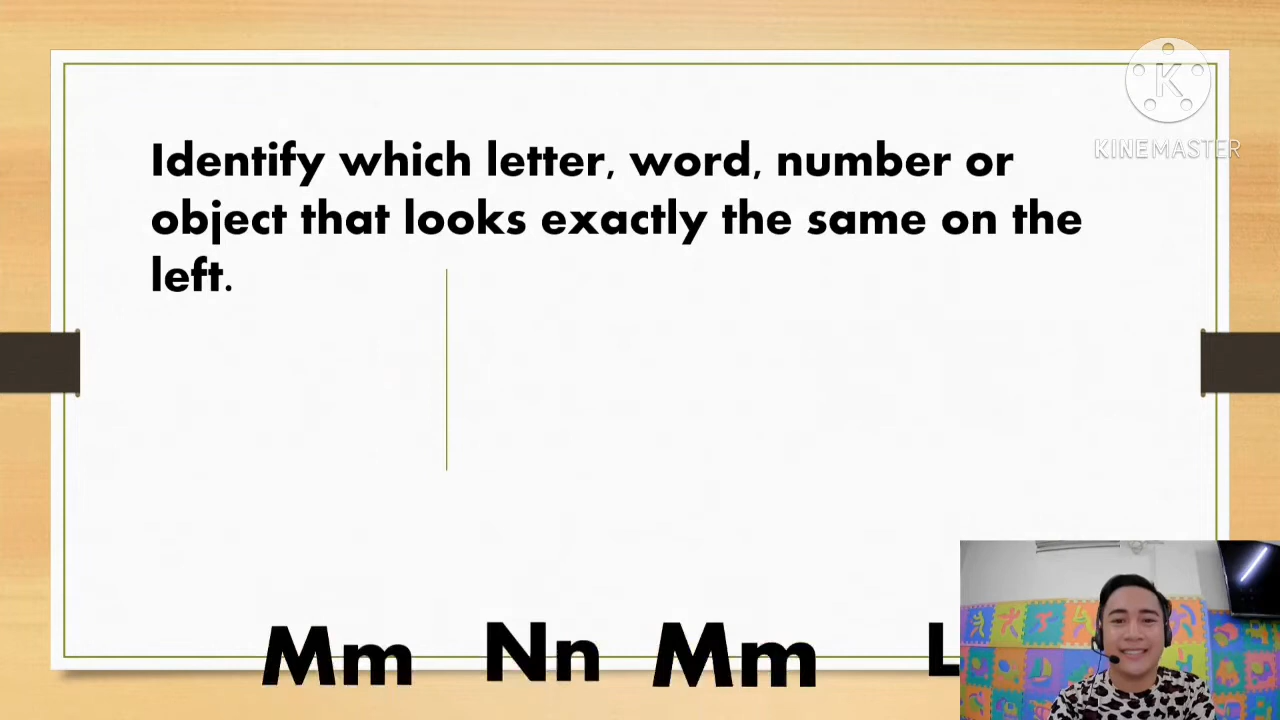 K
KINEMASTER
Identify which letter, word, number or
object that looks exactly the same on the
left.
Mm Nn Mm L